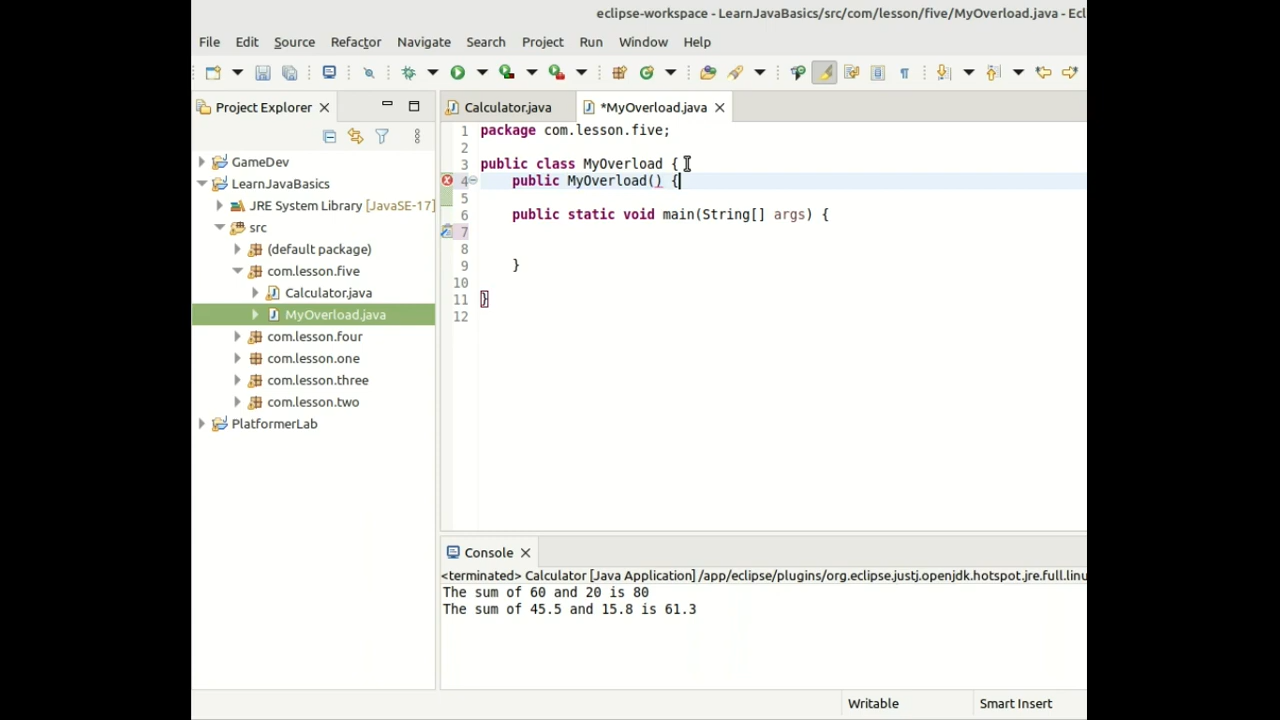 eclipse-workspace - LearnJavaBasics/src/com/lesson/five/MyOverload.java - Ecl
File Edit Source Refactor Navigate Search Project Run Window Help
Project Explorer
Calculator.java *MyOverload.java
GameDev
LearnJavaBasics
JRE System Library [JavaSE-17]
src
(default package)
com.lesson.five
Calculator.java
MyOverload.java
com.lesson.four
com.lesson.one
com.lesson.three
com.lesson.two
PlatformerLab
1 package com.lesson.five;
2
3 public class MyOverload {
4 public MyOverload() {
5
6 public static void main(String[] args) {
7
8
9 }
10
11 }
12
Console
<terminated> Calculator [Java Application] /app/eclipse/plugins/org.eclipse.justj.openjdk.hotspot.jre.full.linu
The sum of 60 and 20 is 80
The sum of 45.5 and 15.8 is 61.3
Writable Smart Insert